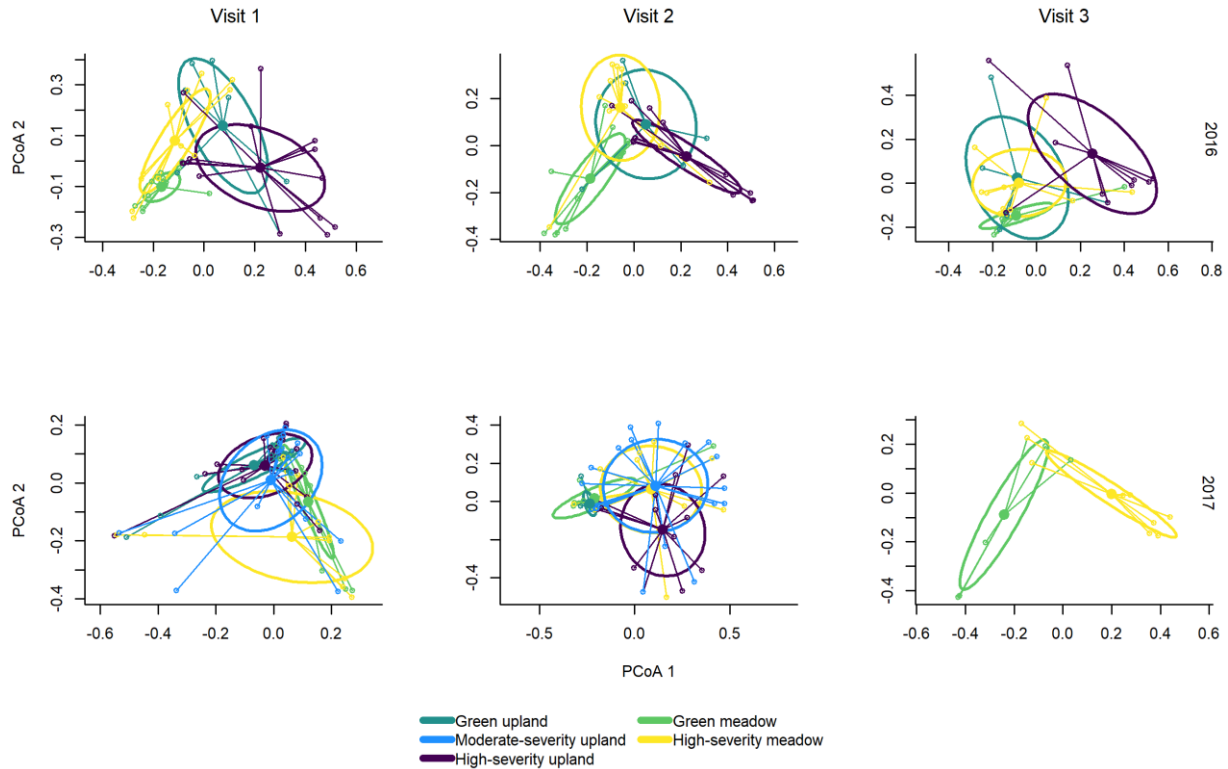 Visit 1 Visit 2 Visit 3
PCoA 2
0.3
0.1
-0.1
-0.3
-0.4 -0.2 0.0 0.2 0.4 0.6
0.2
0.0
-0.2
-0.4
-0.4 -0.2 0.0 0.2 0.4 0.6
0.4
0.2
0.0
-0.2
-0.4 -0.2 0.0 0.2 0.4 0.6 0.8
2016
PCoA 2
0.2
0.0
-0.2
-0.4
-0.6 -0.4 -0.2 0.0 0.2
0.4
0.2
0.0
-0.2
-0.4
-0.5 0.0 0.5
0.2
0.0
-0.2
-0.4
-0.6 -0.4 -0.2 0.0 0.2 0.4 0.6
2017
PCoA 1
Green upland Green meadow
Moderate-severity upland High-severity meadow
High-severity upland